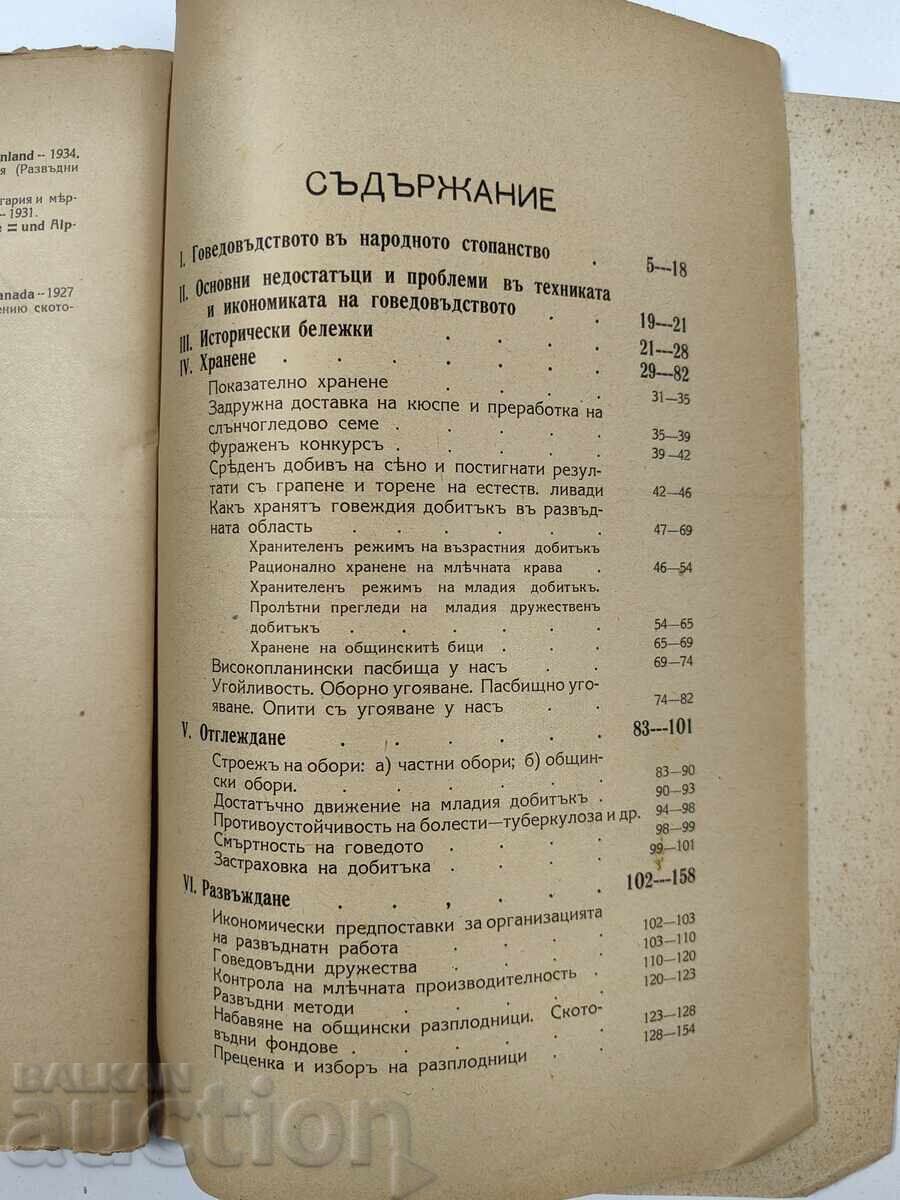 nland -- 1934.
я (Развъдни
гария и мѣр-
-- 1931.
e = und Alp-
anada -- 1927
ению ското-
СЪДЪРЖАНИЕ
I. Говедовъдството въ народното стопанство . 5—18
II. Основни недостатъци и проблеми въ техниката
и икономиката на говедовъдството . . 19—21
III. Исторически бележки . . . . 21—28
IV. Хранене . . . . . . 29—82
Показателно хранене . . . . 31—35
Задружна доставка на кюспе и преработка на
слънчогледово семе . . . . . 35—39
Фураженъ конкурсъ . . . . . 39—42
Срѣденъ добивъ на сѣно и постигнати резул-
тати съ грапене и торене на естеств. ливади 42—46
Какъ хранятъ говеждия добитъкъ въ развъд-
ната область . . . . . 47—69
Хранителенъ режимъ на възрастния добитъкъ
Рационално хранене на млѣчната крава . 46—54
Хранителенъ режимъ на младия добитъкъ.
Пролѣтни прегледи на младия дружественъ
добитъкъ . . . . . . 54—65
Хранене на общинскитѣ бици . . . 65—69
Високопланински пасбища у насъ . . 69—74
Угойливость. Оборно угояване. Пасбищно уго-
яване. Опити съ угояване у насъ . . 74—82
V. Отглеждане . . . . . . 83—101
Строежъ на обори: а) частни обори; б) общин-
ски обори. . . . . . . 83—90
Достатъчно движение на младия добитъкъ . 90—93
Противоустойчивость на болести—туберкулоза и др. 94—98
Смъртность на говедото . . . . 98—99
Застраховка на добитъка . . . . 99—101
VI. Развъждане . . . . . . 102—158
Икономически предпоставки за организацията
на развъднатн работа . . . . 102—103
Говедовъдни дружества . . . . 103—110
Контрола на млѣчната производителность . 110—120
Развъдни методи . . . . . 120—123
Набавяне на общински разплодници. Ското-
въдни фондове . . . . . 123—128
Преценка и изборъ на разплодници . . 128—154
BALKAN
auction